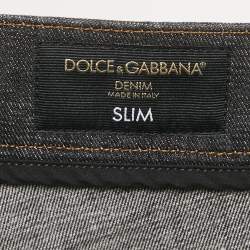 DOLCE & GABBANA®
DENIM
MADE IN ITALY
SLIM